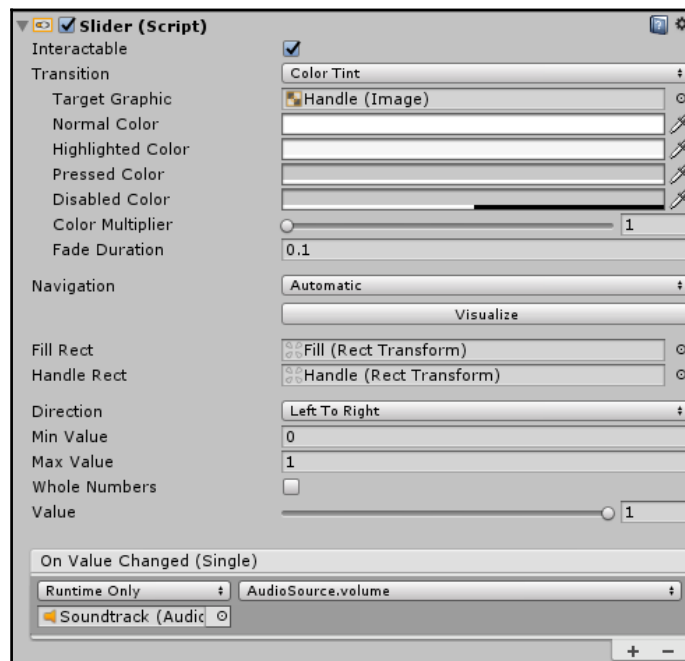 Slider (Script)
Interactable
Transition Color Tint
Target Graphic Handle (Image)
Normal Color
Highlighted Color
Pressed Color
Disabled Color
Color Multiplier 1
Fade Duration 0.1
Navigation Automatic
Visualize
Fill Rect Fill (Rect Transform)
Handle Rect Handle (Rect Transform)
Direction Left To Right
Min Value 0
Max Value 1
Whole Numbers
Value 1
On Value Changed (Single)
Runtime Only AudioSource.volume
Soundtrack (Audic
+ −